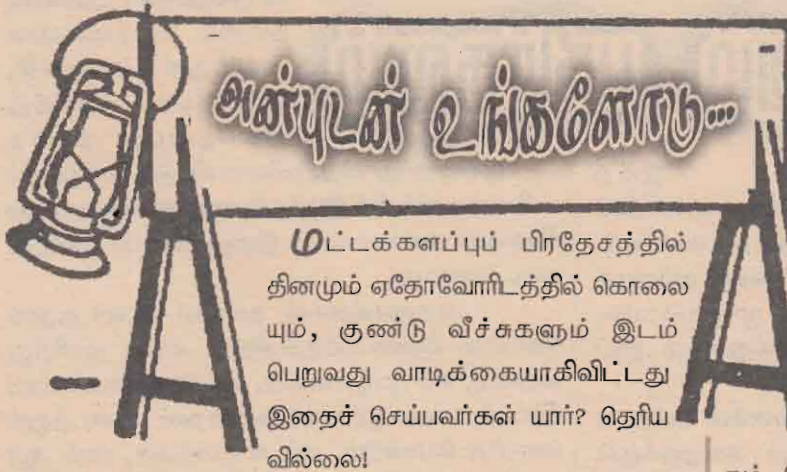 அன்புடன் உங்களோடு...
மட்டக்களப்புப் பிரதேசத்தில்
தினமும் ஏதோவோரிடத்தில் கொலை
யும், குண்டு வீச்சுகளும் இடம்
பெறுவது வாடிக்கையாகிவிட்டது
இதைச் செய்பவர்கள் யார்? தெரிய
வில்லை!